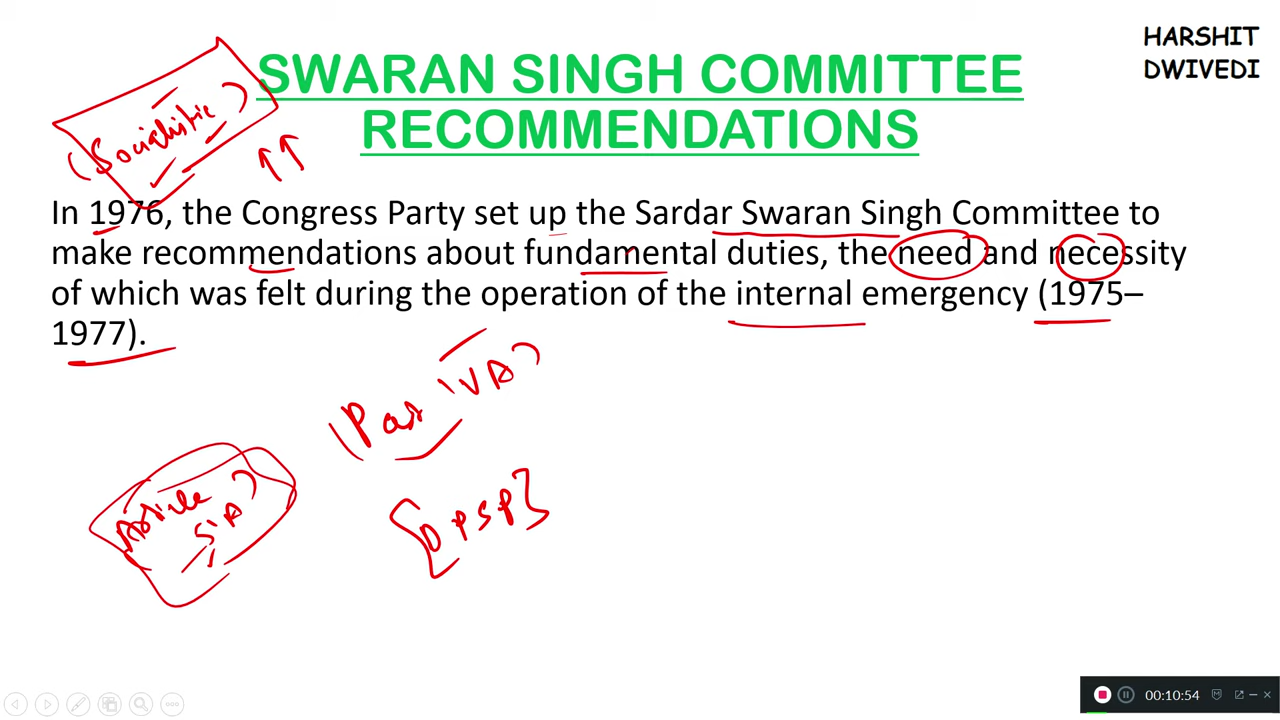 HARSHIT
DWIVEDI
SWARAN SINGH COMMITTEE
RECOMMENDATIONS
(Socialistic)
In 1976, the Congress Party set up the Sardar Swaran Singh Committee to
make recommendations about fundamental duties, the need and necessity
of which was felt during the operation of the internal emergency (1975–
1977).
(Part IVA)
Article
51A)
[DPSP]
00:10:54